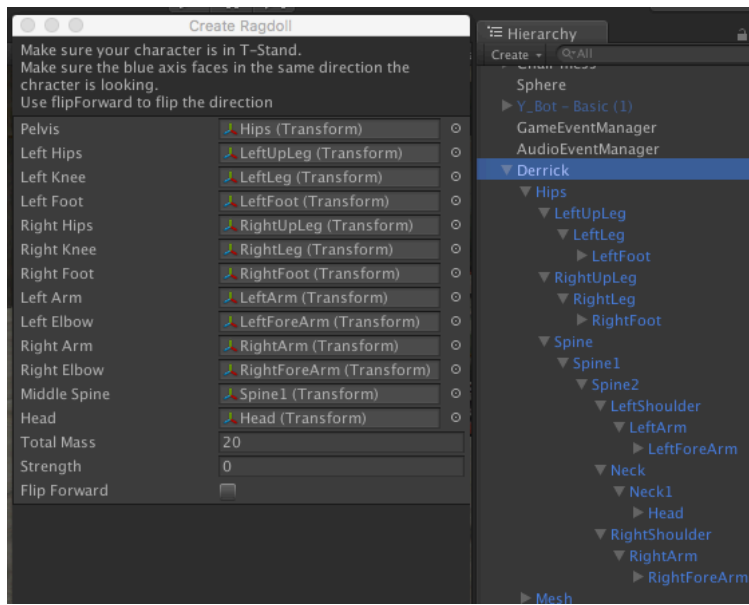 Create Ragdoll
Make sure your character is in T-Stand.
Make sure the blue axis faces in the same direction the
chracter is looking.
Use flipForward to flip the direction
Pelvis Hips (Transform)
Left Hips LeftUpLeg (Transform)
Left Knee LeftLeg (Transform)
Left Foot LeftFoot (Transform)
Right Hips RightUpLeg (Transform)
Right Knee RightLeg (Transform)
Right Foot RightFoot (Transform)
Left Arm LeftArm (Transform)
Left Elbow LeftForeArm (Transform)
Right Arm RightArm (Transform)
Right Elbow RightForeArm (Transform)
Middle Spine Spine1 (Transform)
Head Head (Transform)
Total Mass 20
Strength 0
Flip Forward
Hierarchy
Create All
Sphere
Y_Bot - Basic (1)
GameEventManager
AudioEventManager
Derrick
Hips
LeftUpLeg
LeftLeg
LeftFoot
RightUpLeg
RightLeg
RightFoot
Spine
Spine1
Spine2
LeftShoulder
LeftArm
LeftForeArm
Neck
Neck1
Head
RightShoulder
RightArm
RightForeArm
Mesh